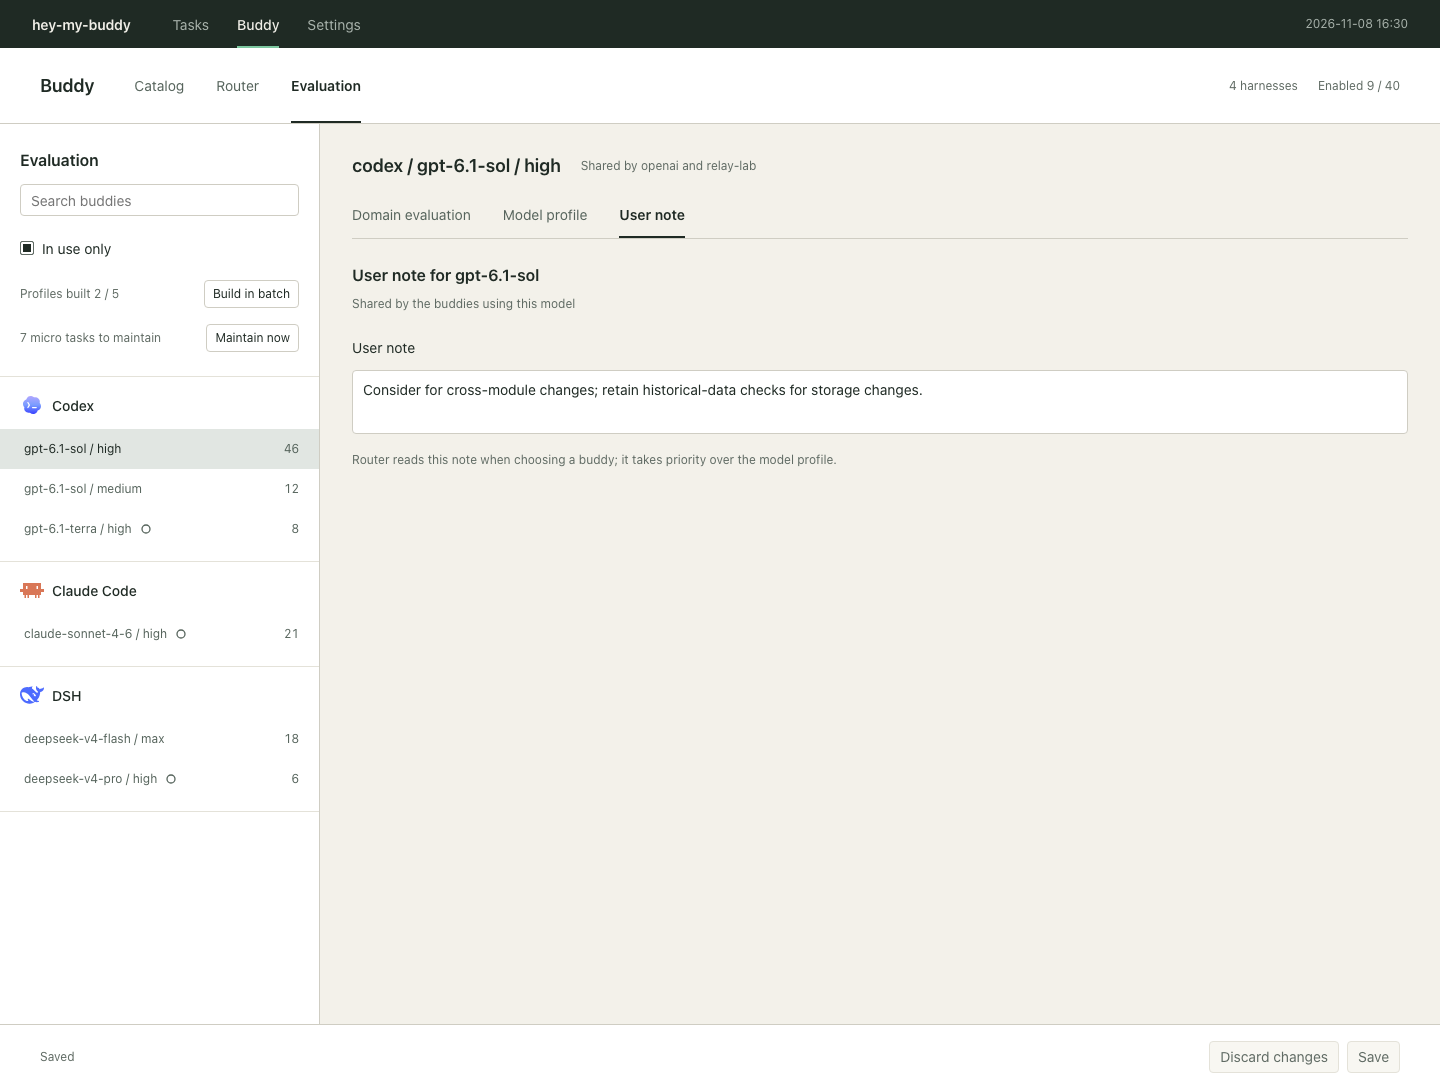 hey-my-buddy
Tasks
Buddy
Settings
2026-11-08 16:30
Buddy
Catalog
Router
Evaluation
4 harnesses
Enabled 9 / 40
Evaluation
Search buddies
In use only
Profiles built 2 / 5
Build in batch
7 micro tasks to maintain
Maintain now
Codex
gpt-6.1-sol / high
46
gpt-6.1-sol / medium
12
gpt-6.1-terra / high
8
Claude Code
claude-sonnet-4-6 / high
21
DSH
deepseek-v4-flash / max
18
deepseek-v4-pro / high
6
codex / gpt-6.1-sol / high
Shared by openai and relay-lab
Domain evaluation
Model profile
User note
User note for gpt-6.1-sol
Shared by the buddies using this model
User note
Consider for cross-module changes; retain historical-data checks for storage changes.
Router reads this note when choosing a buddy; it takes priority over the model profile.
Saved
Discard changes
Save